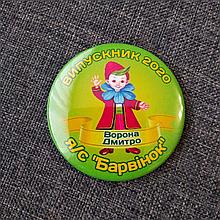 ВИПУСКНИК 2020
Ворона
Дмитро
я/с "Барвінок"